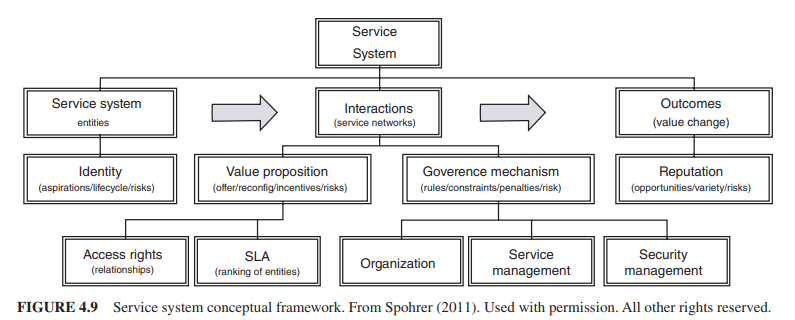 Service
System
Service system
entities
Interactions
(service networks)
Outcomes
(value change)
Identity
(aspirations/lifecycle/risks)
Value proposition
(offer/reconfig/incentives/risks)
Goverence mechanism
(rules/constraints/penalties/risk)
Reputation
(opportunities/variety/risks)
Access rights
(relationships)
SLA
(ranking of entities)
Organization
Service
management
Security
management
FIGURE 4.9 Service system conceptual framework. From Spohrer (2011). Used with permission. All other rights reserved.